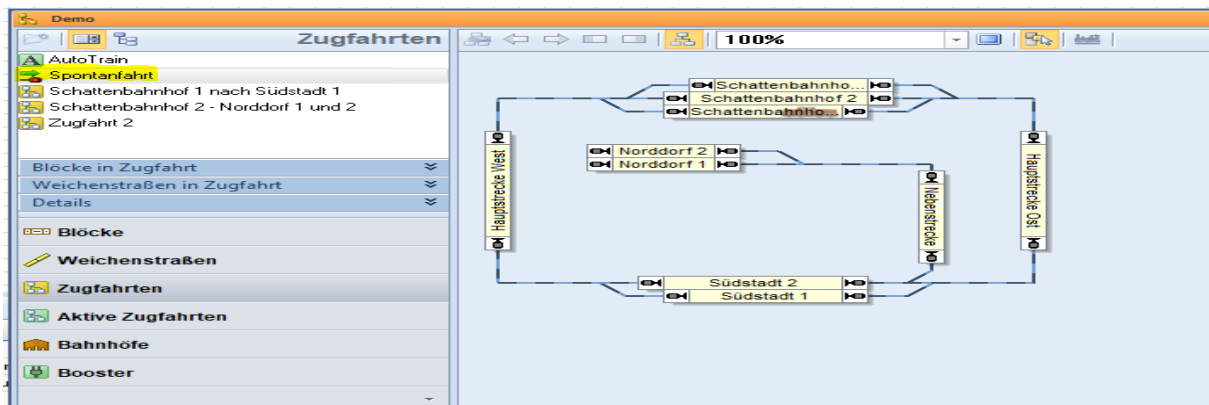 Demo
Zugfahrten
100%
AutoTrain
Spontanfahrt
Schattenbahnhof 1 nach Südstadt 1
Schattenbahnhof 2 - Norddorf 1 und 2
Zugfahrt 2
Blöcke in Zugfahrt
Weichenstraßen in Zugfahrt
Details
Blöcke
Weichenstraßen
Zugfahrten
Aktive Zugfahrten
Bahnhöfe
Booster
Schattenbahnho...
Schattenbahnhof 2
Schattenbahnho...
Hauptstrecke West
Norddorf 2
Norddorf 1
Nebenstrecke
Hauptstrecke Ost
Südstadt 2
Südstadt 1